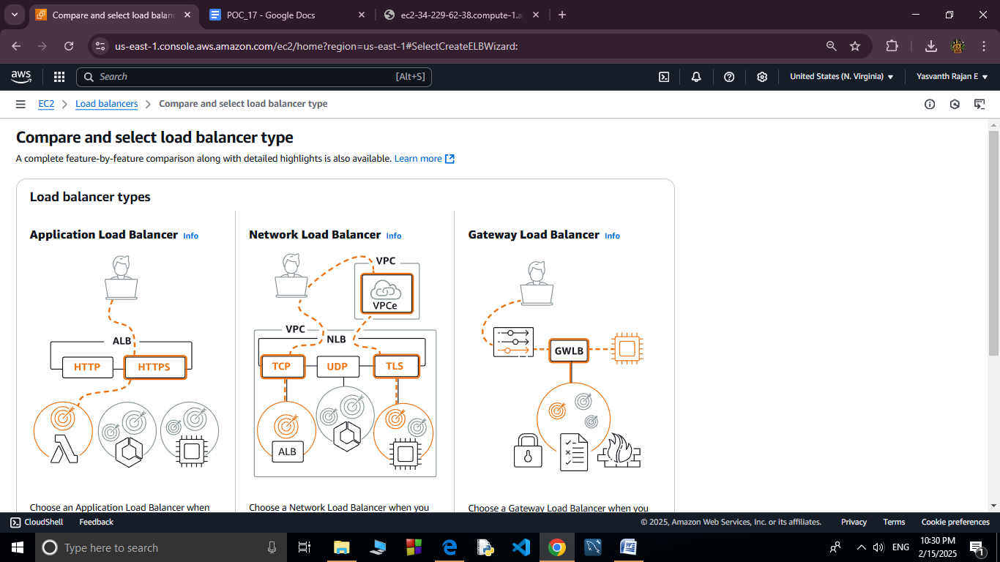 Compare and select load balan
POC_17 - Google Docs
ec2-34-229-62-38.compute-1.a
us-east-1.console.aws.amazon.com/ec2/home?region=us-east-1#SelectCreateELBWizard:
aws
Search
[Alt+S]
United States (N. Virginia)
Yasvanth Rajan E
EC2
Load balancers
Compare and select load balancer type
Compare and select load balancer type
A complete feature-by-feature comparison along with detailed highlights is also available. Learn more
Load balancer types
Application Load Balancer Info
ALB
HTTP
HTTPS
Choose an Application Load Balancer when
Network Load Balancer Info
VPC
VPCe
VPC
NLB
TCP
UDP
TLS
ALB
Choose a Network Load Balancer when you
Gateway Load Balancer Info
GWLB
Choose a Gateway Load Balancer when you
CloudShell
Feedback
© 2025, Amazon Web Services, Inc. or its affiliates.
Privacy
Terms
Cookie preferences
Type here to search
ENG
10:30 PM
2/15/2025
1